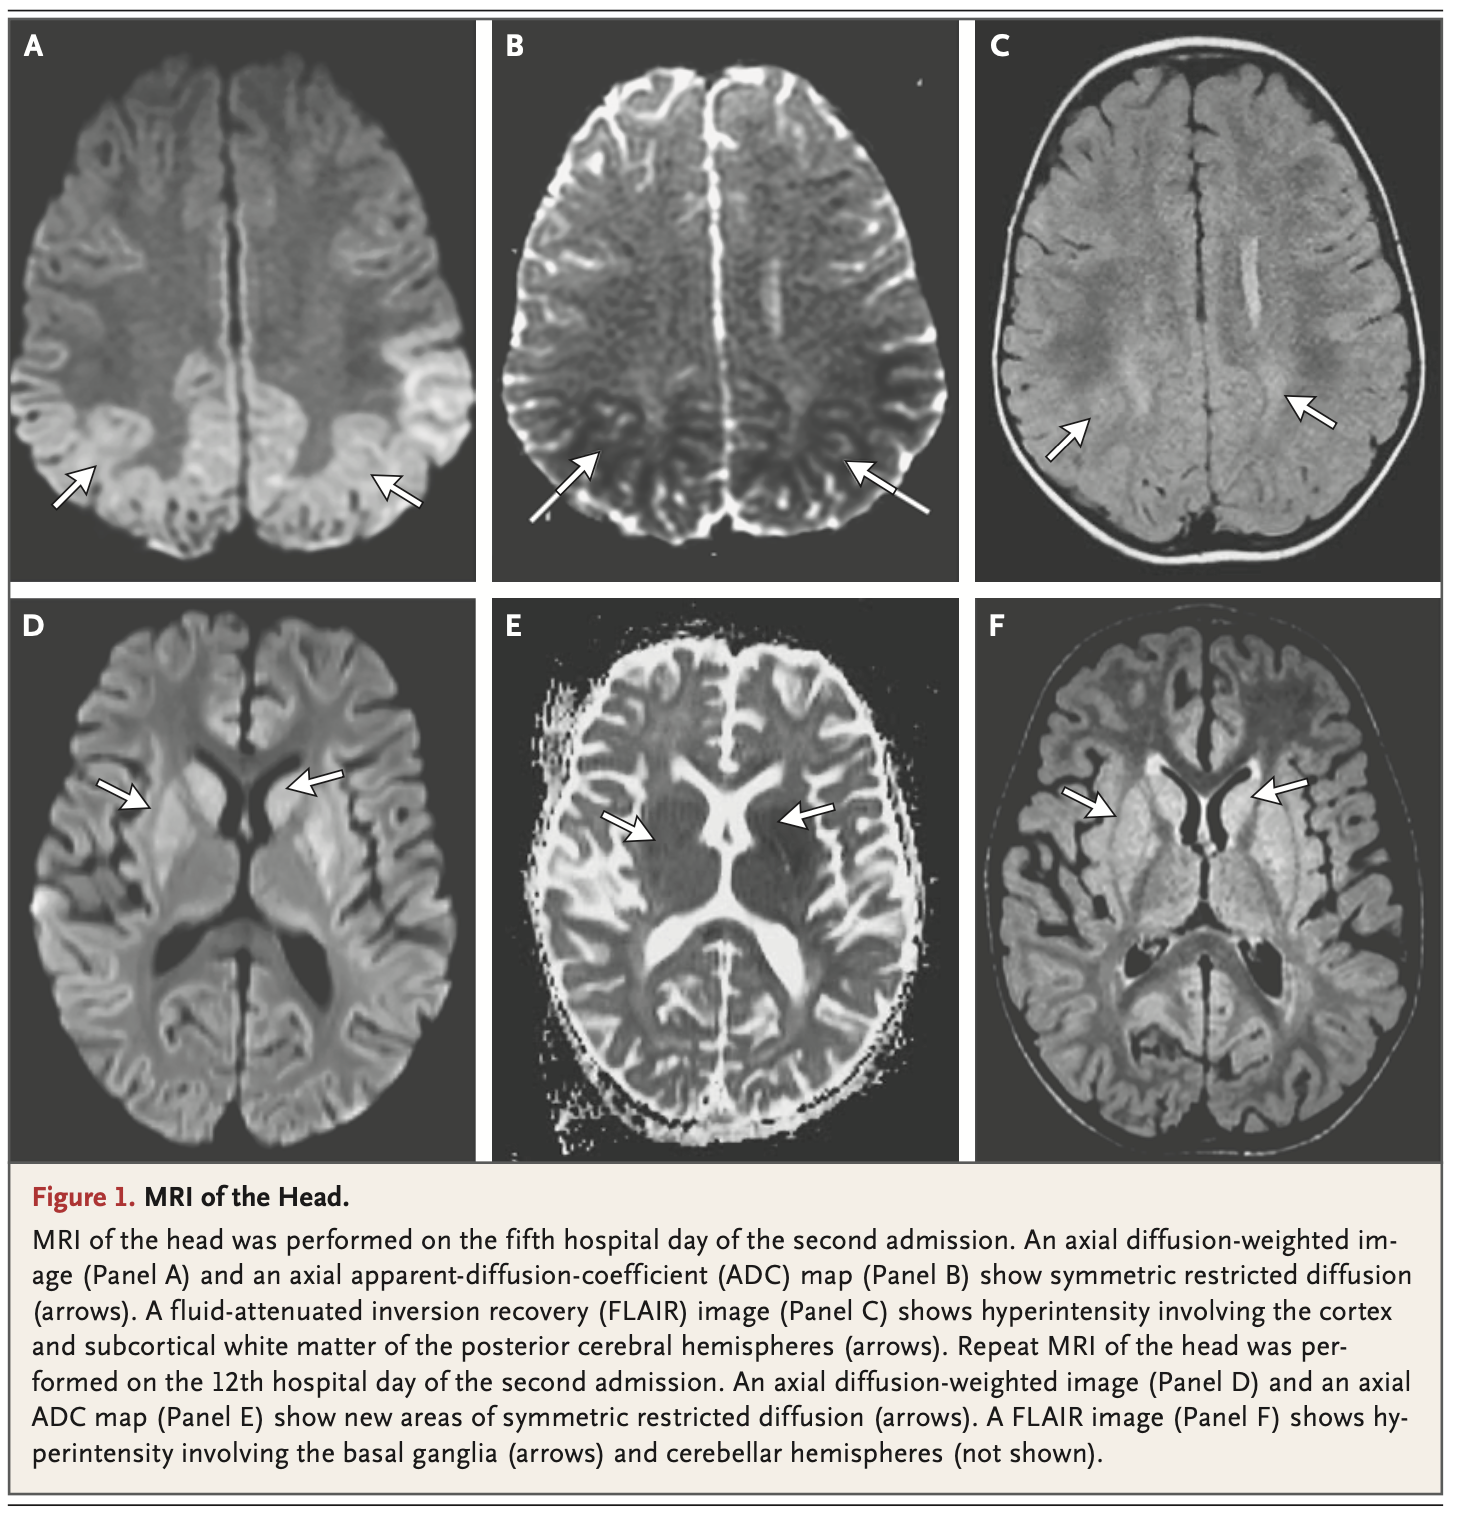 A
B
C
D
E
F
Figure 1. MRI of the Head.
MRI of the head was performed on the fifth hospital day of the second admission. An axial diffusion-weighted im-
age (Panel A) and an axial apparent-diffusion-coefficient (ADC) map (Panel B) show symmetric restricted diffusion
(arrows). A fluid-attenuated inversion recovery (FLAIR) image (Panel C) shows hyperintensity involving the cortex
and subcortical white matter of the posterior cerebral hemispheres (arrows). Repeat MRI of the head was per-
formed on the 12th hospital day of the second admission. An axial diffusion-weighted image (Panel D) and an axial
ADC map (Panel E) show new areas of symmetric restricted diffusion (arrows). A FLAIR image (Panel F) shows hy-
perintensity involving the basal ganglia (arrows) and cerebellar hemispheres (not shown).